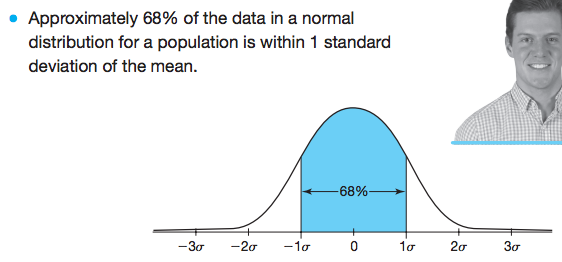 • Approximately 68% of the data in a normal
distribution for a population is within 1 standard
deviation of the mean.
68%
−3σ −2σ −1σ 0 1σ 2σ 3σ